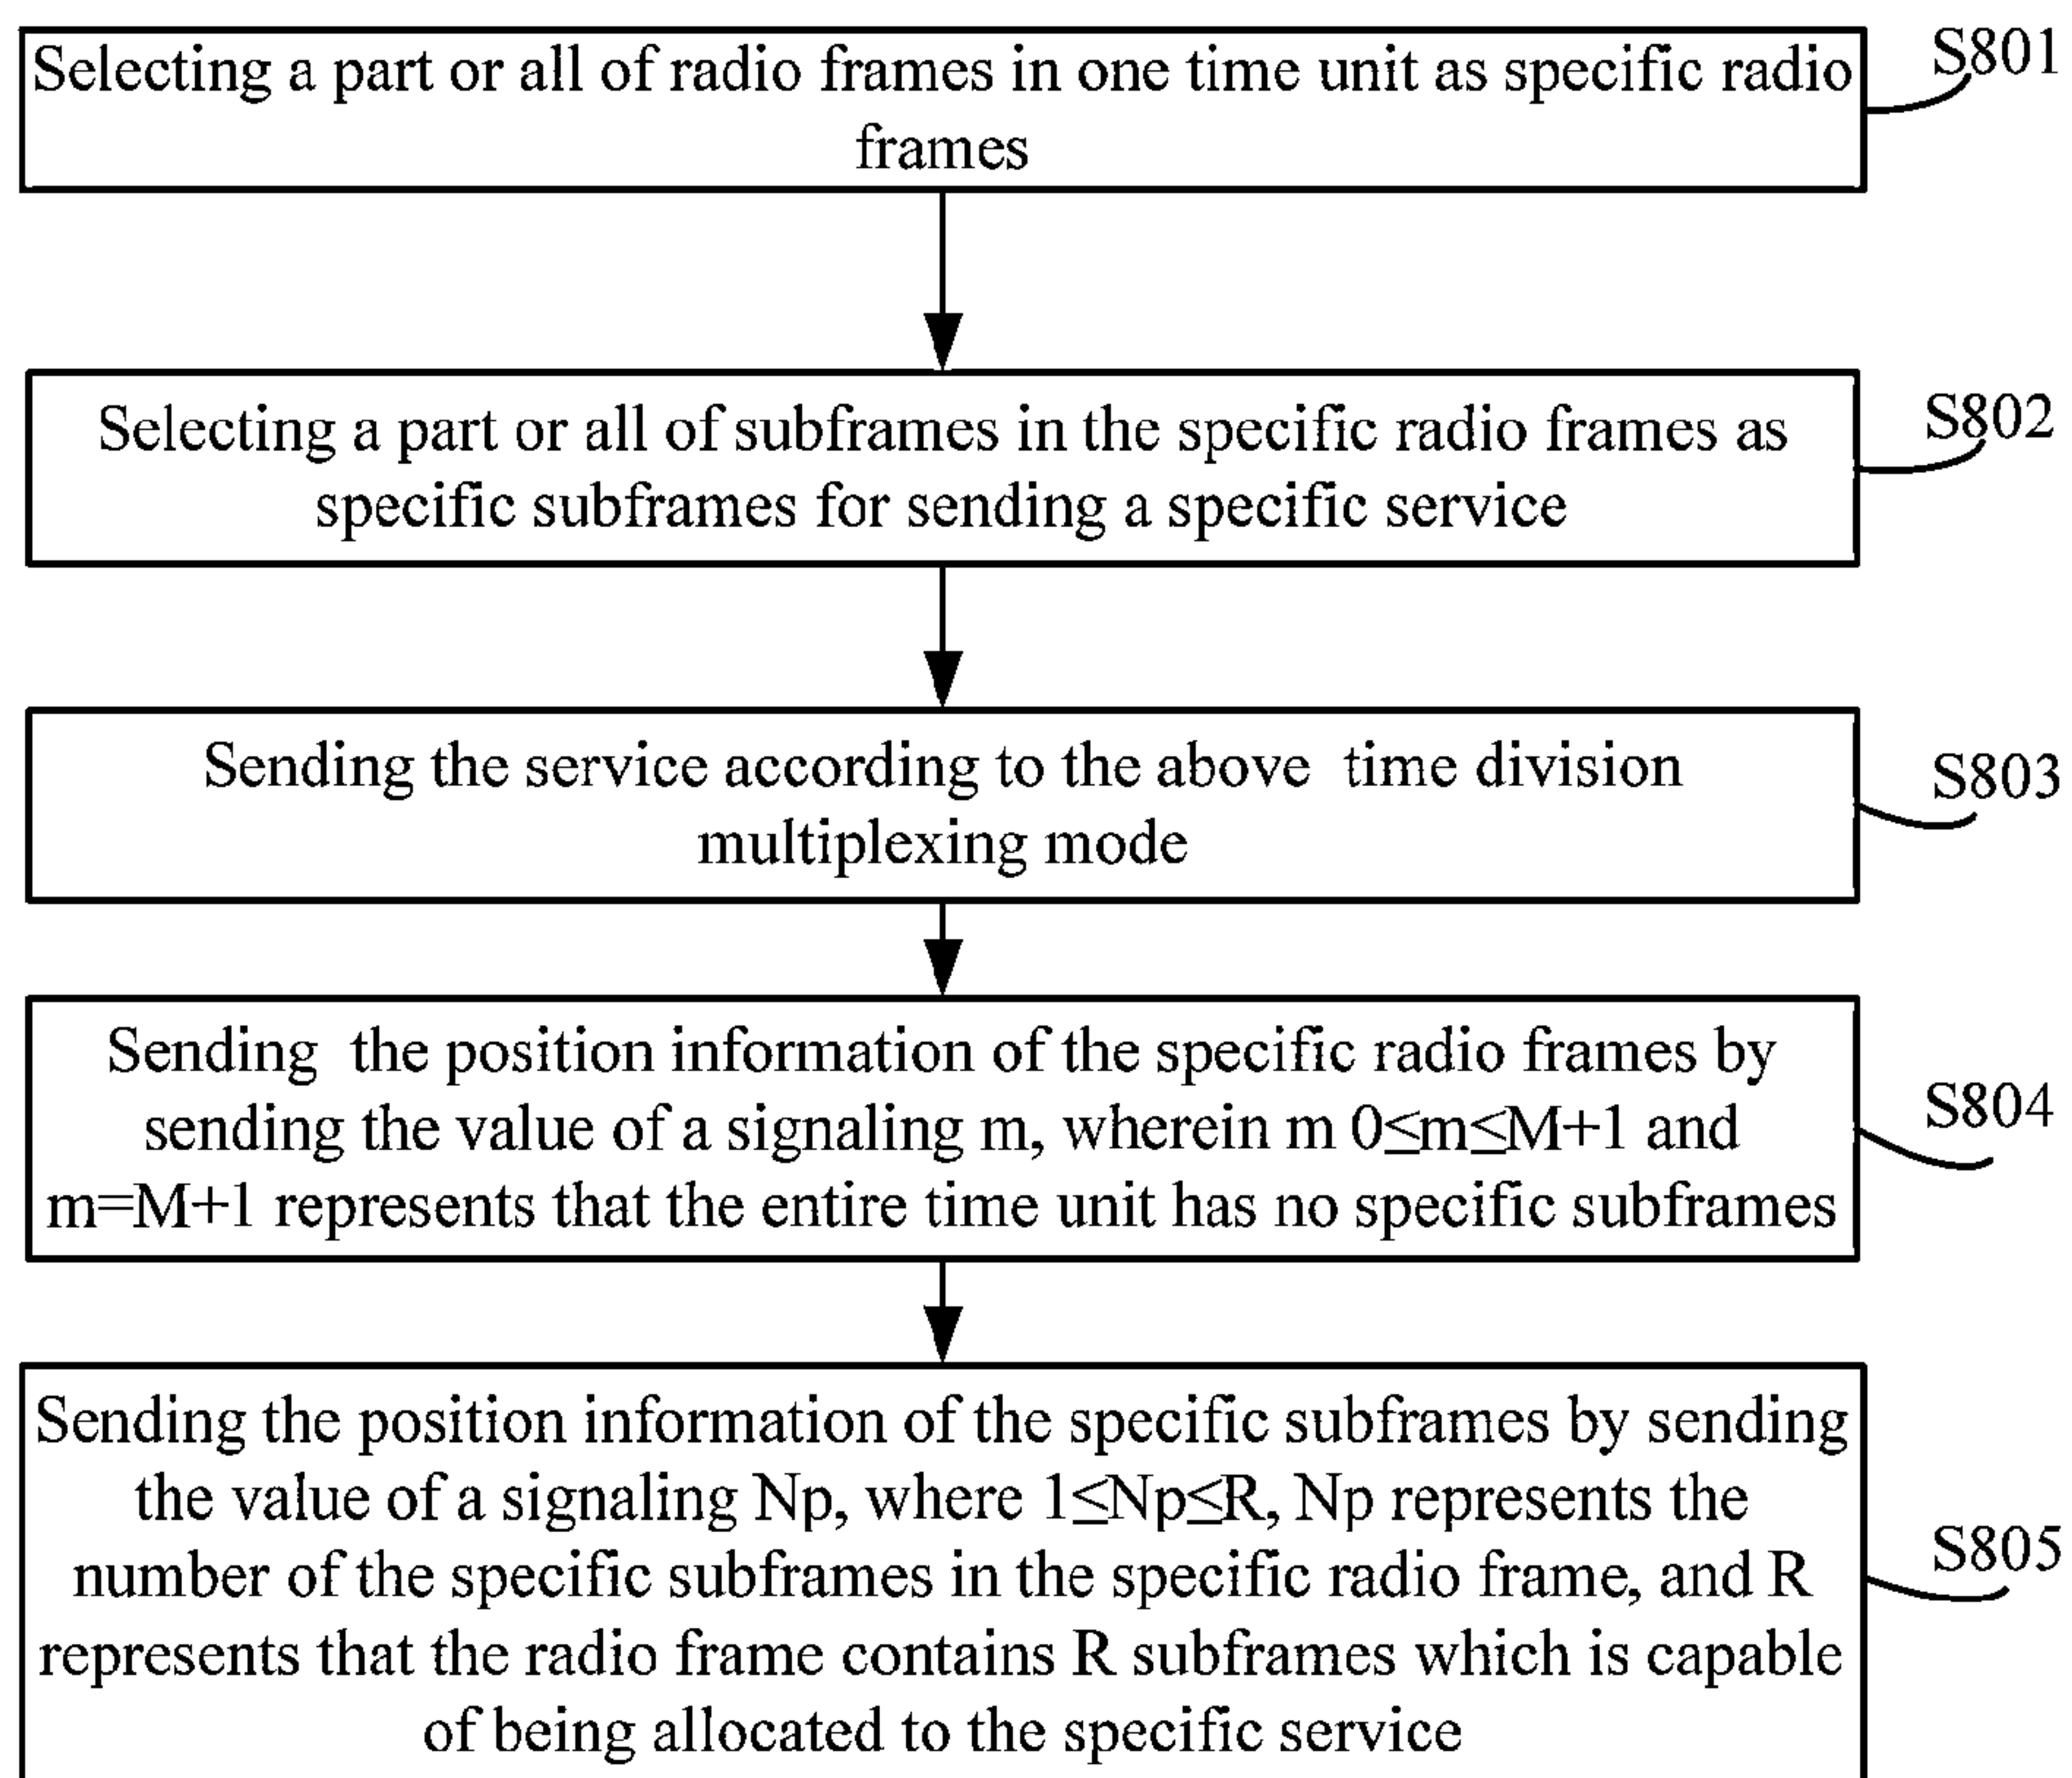 Selecting a part or all of radio frames in one time unit as specific radio
frames
S801
Selecting a part or all of subframes in the specific radio frames as
specific subframes for sending a specific service
S802
Sending the service according to the above time division
multiplexing mode
S803
Sending the position information of the specific radio frames by
sending the value of a signaling m, wherein m 0≤m≤M+1 and
m=M+1 represents that the entire time unit has no specific subframes
S804
Sending the position information of the specific subframes by sending
the value of a signaling Np, where 1≤Np≤R, Np represents the
number of the specific subframes in the specific radio frame, and R
represents that the radio frame contains R subframes which is capable
of being allocated to the specific service
S805